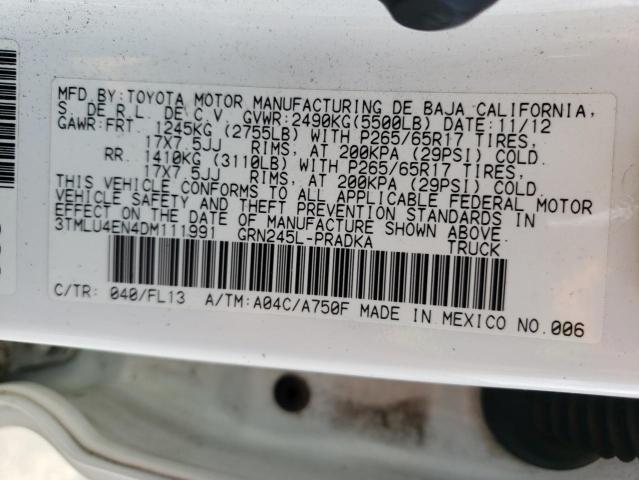 MFD BY: TOYOTA MOTOR MANUFACTURING DE BAJA CALIFORNIA,
S. DE R.L. DE C.V. GVWR:2490KG(5500LB) DATE:11/12
GAWR:FRT. 1245KG (2755LB) WITH P265/65R17 TIRES,
17X7.5JJ RIMS, AT 200KPA (29PSI) COLD.
RR. 1410KG (3110LB) WITH P265/65R17 TIRES,
17X7.5JJ RIMS, AT 200KPA (29PSI) COLD.
THIS VEHICLE CONFORMS TO ALL APPLICABLE FEDERAL MOTOR
VEHICLE SAFETY AND THEFT PREVENTION STANDARDS IN
EFFECT ON THE DATE OF MANUFACTURE SHOWN ABOVE.
3TMLU4EN4DM111991 GRN245L-PRADKA TRUCK
C/TR: 040/FL13 A/TM:A04C/A750F MADE IN MEXICO NO.006